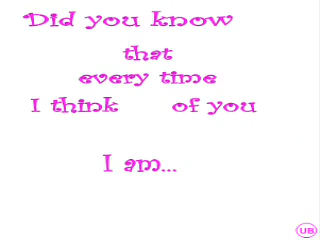 Did you know
that
every time
I think of you
I am...
UB